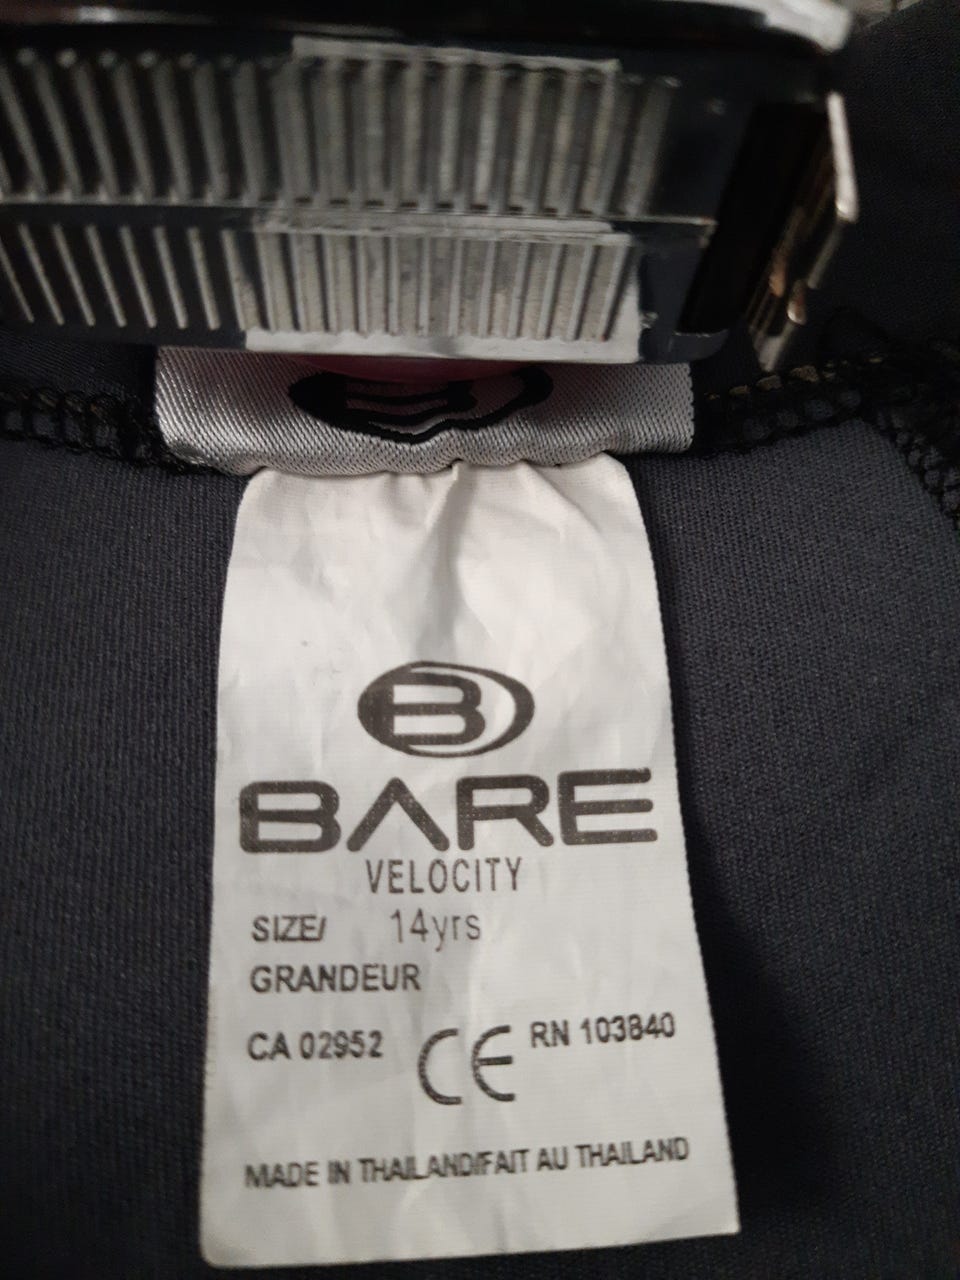 B
B
BARE
VELOCITY
SIZE/ 14yrs
GRANDEUR
CA 02952 CE RN 103840
MADE IN THAILAND/FAIT AU THAILAND